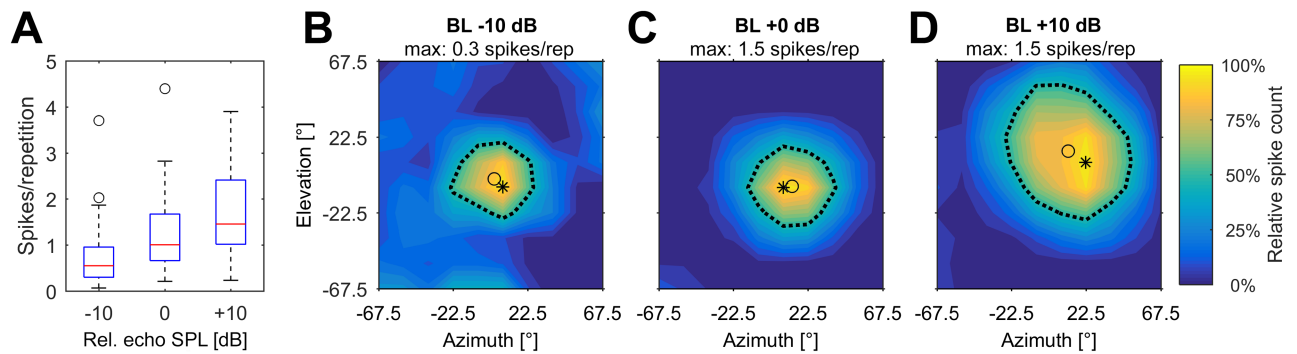 A
Spikes/repetition
5
4
3
2
1
0
-10
0
+10
Rel. echo SPL [dB]
B
BL -10 dB
max: 0.3 spikes/rep
Elevation [°]
67.5
22.5
-22.5
-67.5
-67.5
-22.5
22.5
67.5
Azimuth [°]
C
BL +0 dB
max: 1.5 spikes/rep
-67.5
-22.5
22.5
67.5
Azimuth [°]
D
BL +10 dB
max: 1.5 spikes/rep
-67.5
-22.5
22.5
67.5
Azimuth [°]
100%
75%
50%
25%
0%
Relative spike count